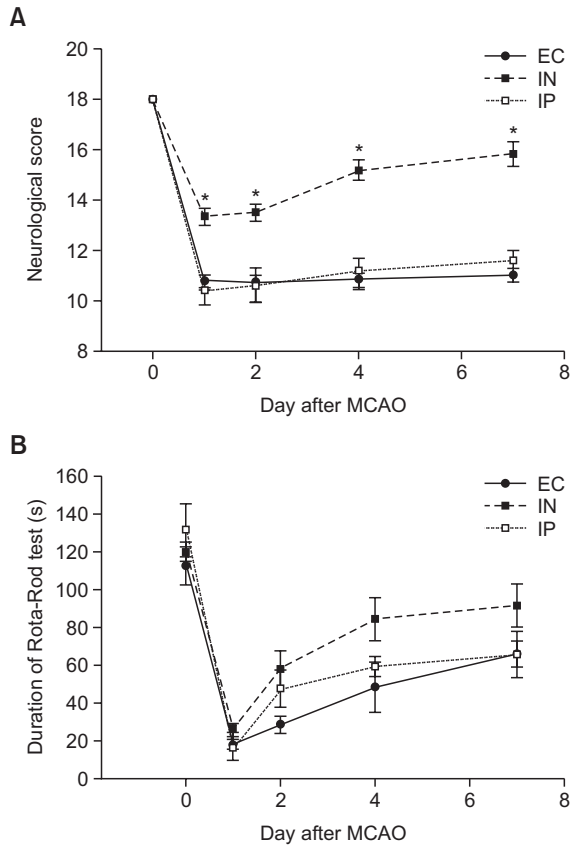 A
20
18
16
14
12
10
8
Neurological score
EC
IN
IP
*
*
*
*
0
2
4
6
8
Day after MCAO
B
160
140
120
100
80
60
40
20
0
Duration of Rota-Rod test (s)
EC
IN
IP
0
2
4
6
8
Day after MCAO